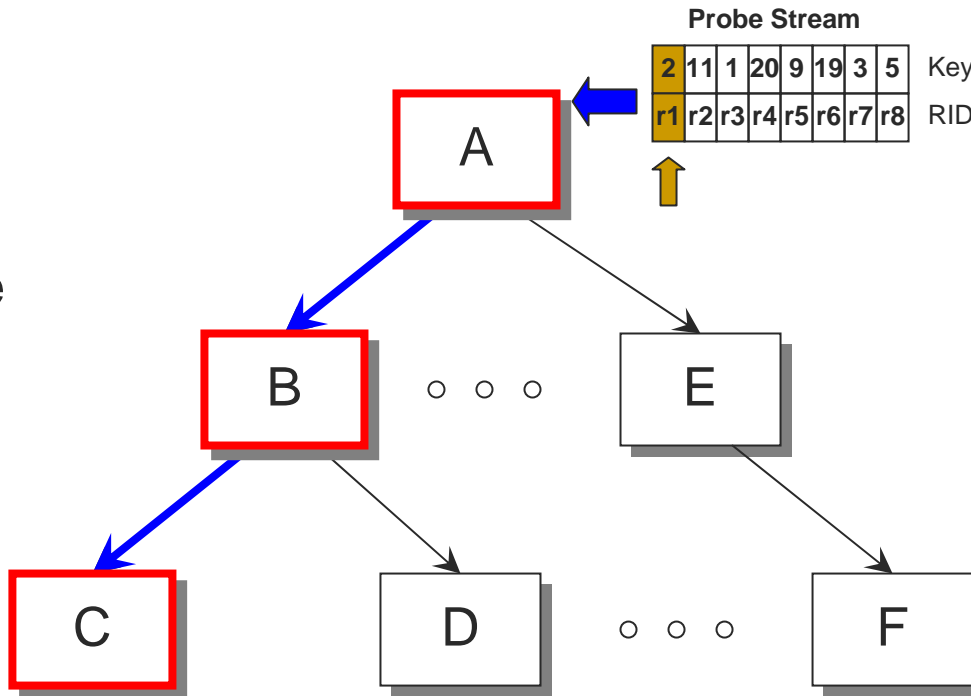 Probe Stream
2 11 1 20 9 19 3 5 Key
r1 r2 r3 r4 r5 r6 r7 r8 RID
A
e
B E
C D F